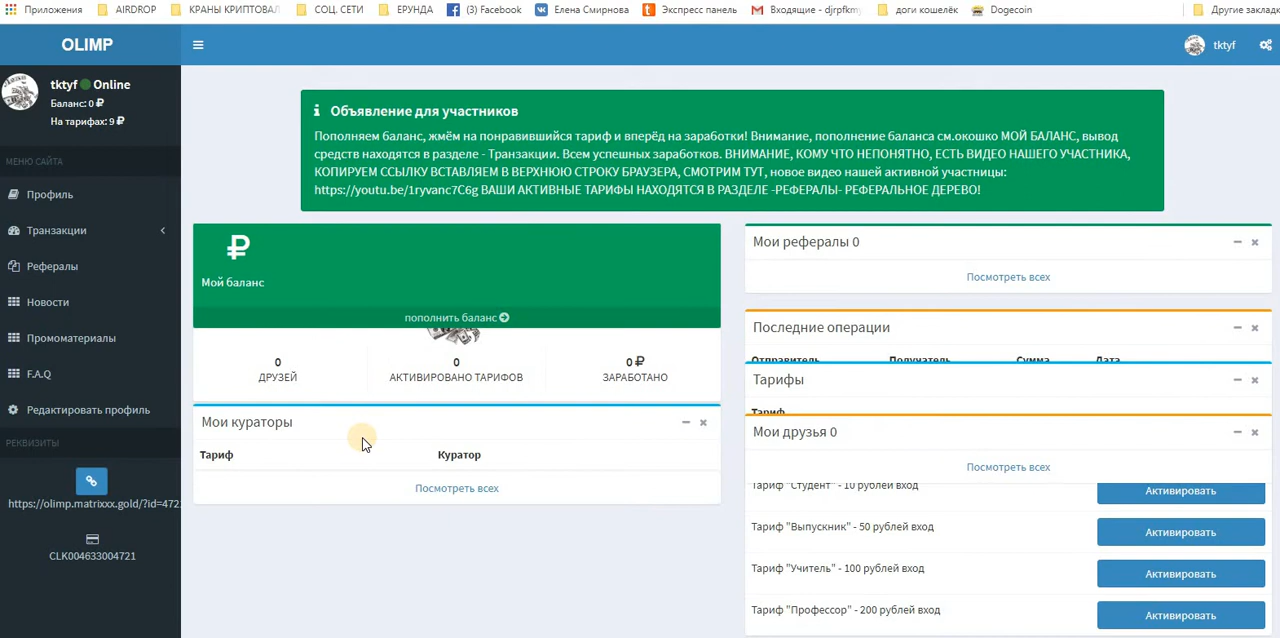 Приложения AIRDROP КРАНЫ КРИПТОВАЛ СОЦ. СЕТИ ЕРУНДА (3) Facebook Елена Смирнова Экспресс панель Входящие - djrpfkmy доги кошелёк Dogecoin Другие заклад
OLIMP
tktyf
tktyf Online
Баланс: 0 ₽
На тарифах: 9 ₽
МЕНЮ САЙТА
Профиль
Транзакции
Рефералы
Новости
Промоматериалы
F.A.Q
Редактировать профиль
РЕКВИЗИТЫ
https://olimp.matrixxx.gold/?id=472
CLK004633004721
Объявление для участников
Пополняем баланс, жмём на понравившийся тариф и вперёд на заработки! Внимание, пополнение баланса см.окошко МОЙ БАЛАНС, вывод
средств находятся в разделе - Транзакции. Всем успешных заработков. ВНИМАНИЕ, КОМУ ЧТО НЕПОНЯТНО, ЕСТЬ ВИДЕО НАШЕГО УЧАСТНИКА,
КОПИРУЕМ ССЫЛКУ ВСТАВЛЯЕМ В ВЕРХНЮЮ СТРОКУ БРАУЗЕРА, СМОТРИМ ТУТ, новое видео нашей активной участницы:
https://youtu.be/1ryvanc7C6g ВАШИ АКТИВНЫЕ ТАРИФЫ НАХОДЯТСЯ В РАЗДЕЛЕ -РЕФЕРАЛЫ- РЕФЕРАЛЬНОЕ ДЕРЕВО!
₽
Мой баланс
пополнить баланс
0 0 0 ₽
ДРУЗЕЙ АКТИВИРОВАНО ТАРИФОВ ЗАРАБОТАНО
Мои кураторы
Тариф Куратор
Посмотреть всех
Мои рефералы 0
Посмотреть всех
Последние операции
Отправитель Получатель Сумма Дата
Тарифы
Тариф
Мои друзья 0
Посмотреть всех
Тариф "Студент" - 10 рублей вход Активировать
Тариф "Выпускник" - 50 рублей вход Активировать
Тариф "Учитель" - 100 рублей вход Активировать
Тариф "Профессор" - 200 рублей вход Активировать